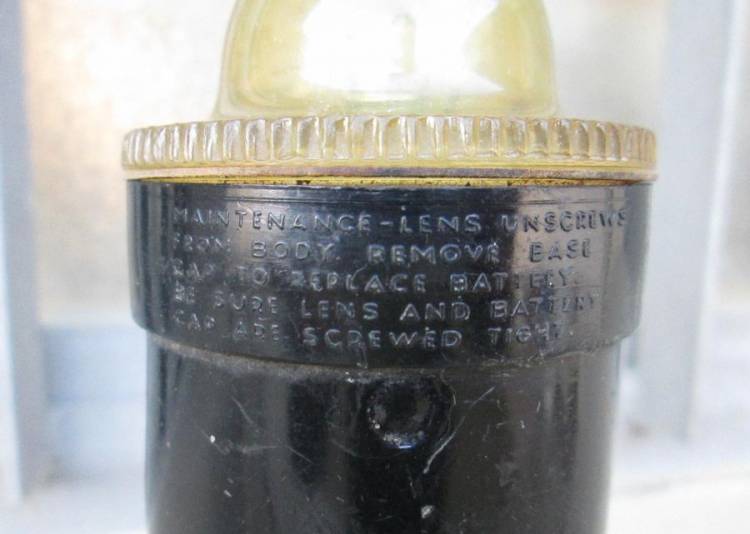 MAINTENANCE-LENS UNSCREWS
FROM BODY. REMOVE BASE
CAP TO REPLACE BATTERY.
BE SURE LENS AND BATTERY
CAP ARE SCREWED TIGHT.